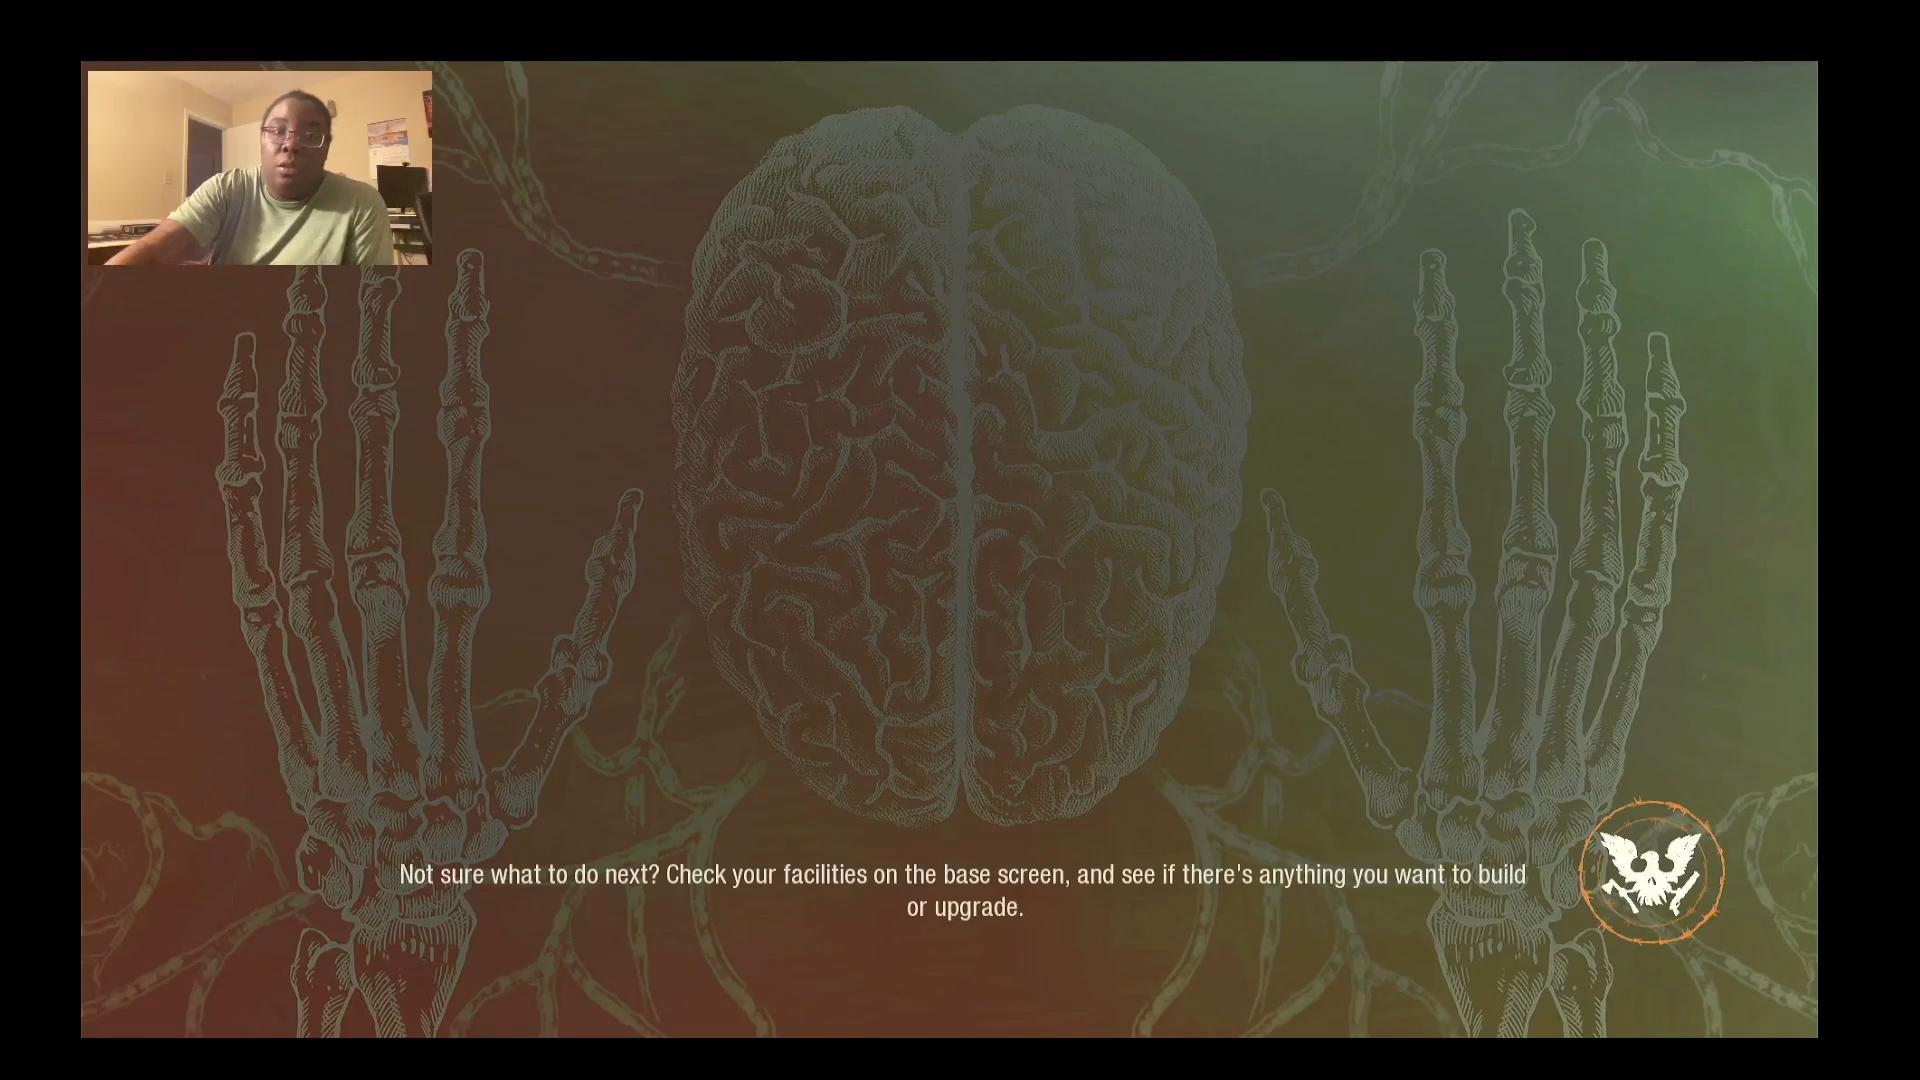 Not sure what to do next? Check your facilities on the base screen, and see if there's anything you want to build
or upgrade.